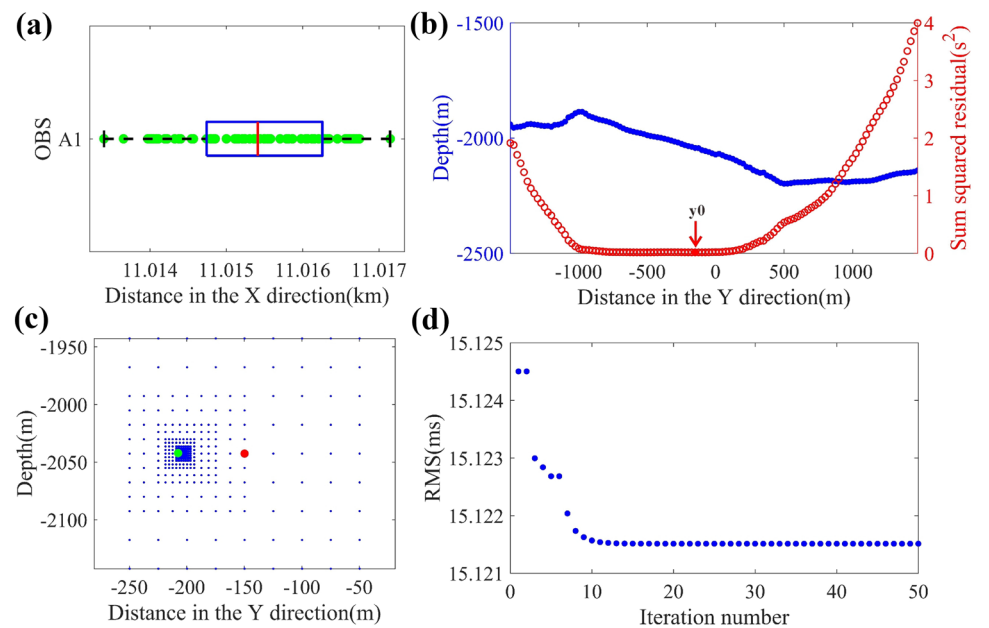 (a)
OBS
A1
11.014 11.015 11.016 11.017
Distance in the X direction(km)
(b)
-1500
-2000
-2500
Depth(m)
y0
4
3
2
1
0
Sum squared residual(s²)
-1000 -500 0 500 1000
Distance in the Y direction(m)
(c)
-1950
-2000
-2050
-2100
Depth(m)
-250 -200 -150 -100 -50
Distance in the Y direction(m)
(d)
15.125
15.124
15.123
15.122
15.121
RMS(ms)
0 10 20 30 40 50
Iteration number